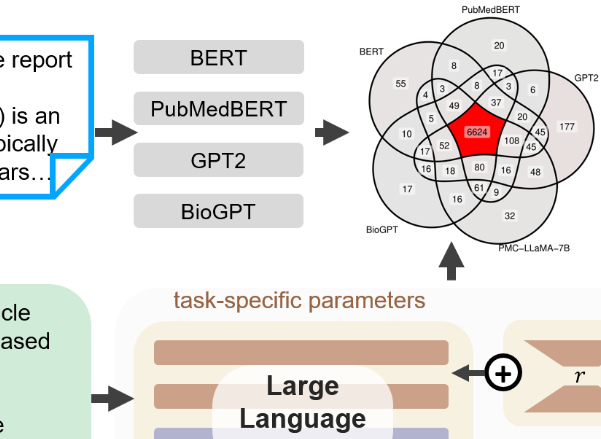 e report
) is an
pically
ars...
BERT
PubMedBERT
GPT2
BioGPT
PubMedBERT
BERT
GPT2
BioGPT
PMC-LLaMA-7B
20
8
17
55
3
8
3
6
4
49
37
5
20
177
10
6624
45
52
108
45
17
16
18
80
16
48
17
61
9
16
32
task-specific parameters
cle
ased
e
Large
Language
+
r